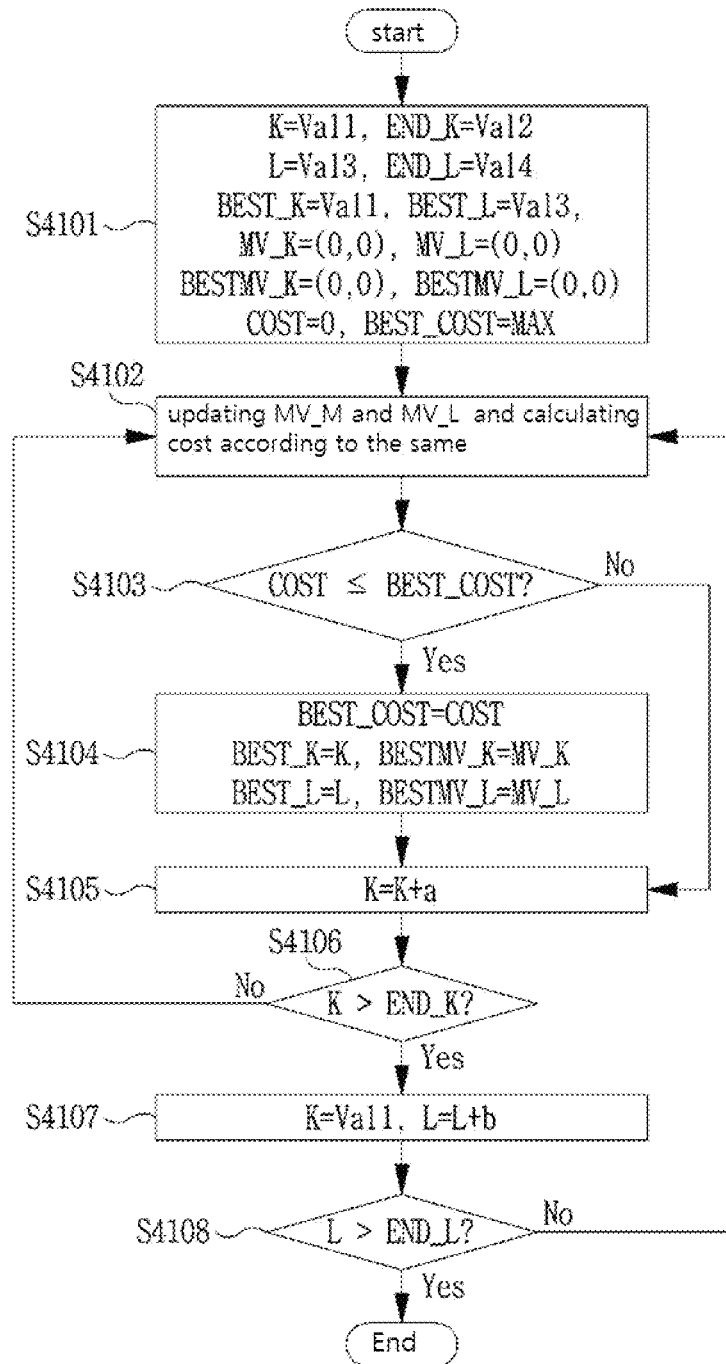 start
K=Val1, END_K=Val2
L=Val3, END_L=Val4
BEST_K=Val1, BEST_L=Val3,
MV_K=(0,0), MV_L=(0,0)
BESTMV_K=(0,0), BESTMV_L=(0,0)
COST=0, BEST_COST=MAX
S4101
S4102
updating MV_M and MV_L and calculating
cost according to the same
S4103
COST ≤ BEST_COST?
No
Yes
BEST_COST=COST
BEST_K=K, BESTMV_K=MV_K
BEST_L=L, BESTMV_L=MV_L
S4104
S4105
K=K+a
S4106
No
K > END_K?
Yes
S4107
K=Val1, L=L+b
S4108
L > END_L?
No
Yes
End